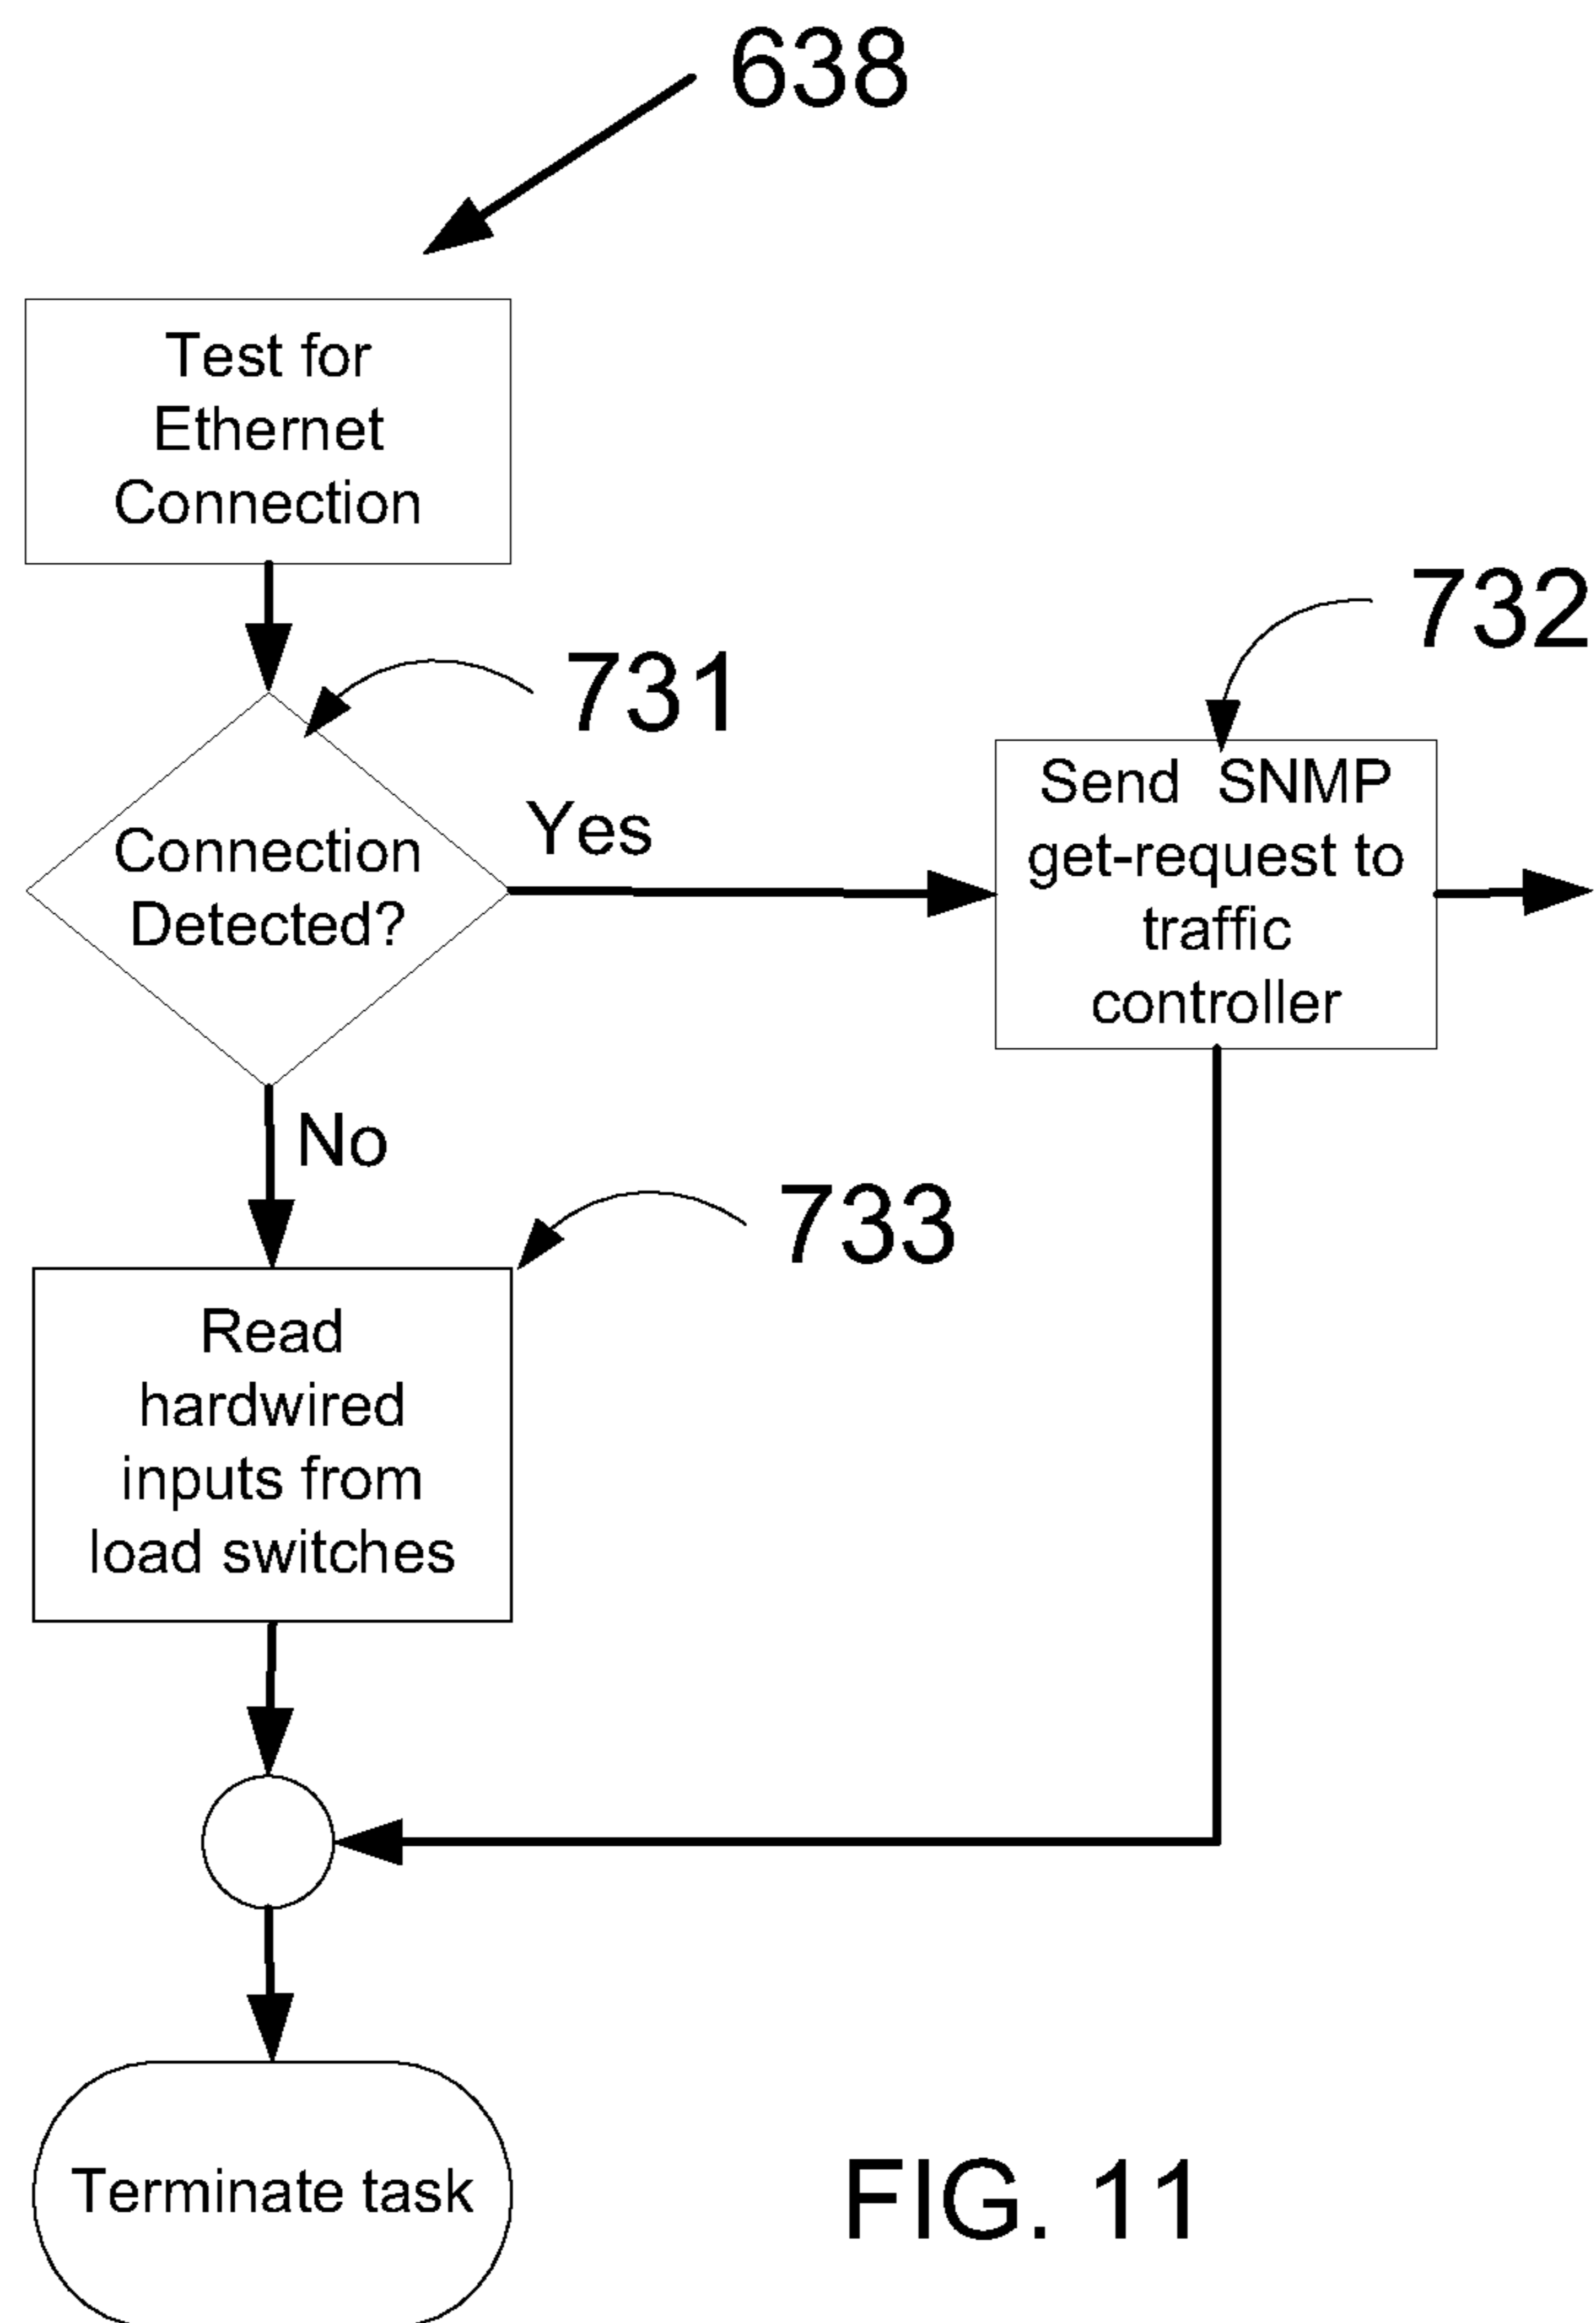 638
Test for
Ethernet
Connection
731
732
Connection
Detected?
Yes
Send SNMP
get-request to
traffic
controller
No
733
Read
hardwired
inputs from
load switches
Terminate task
FIG. 11